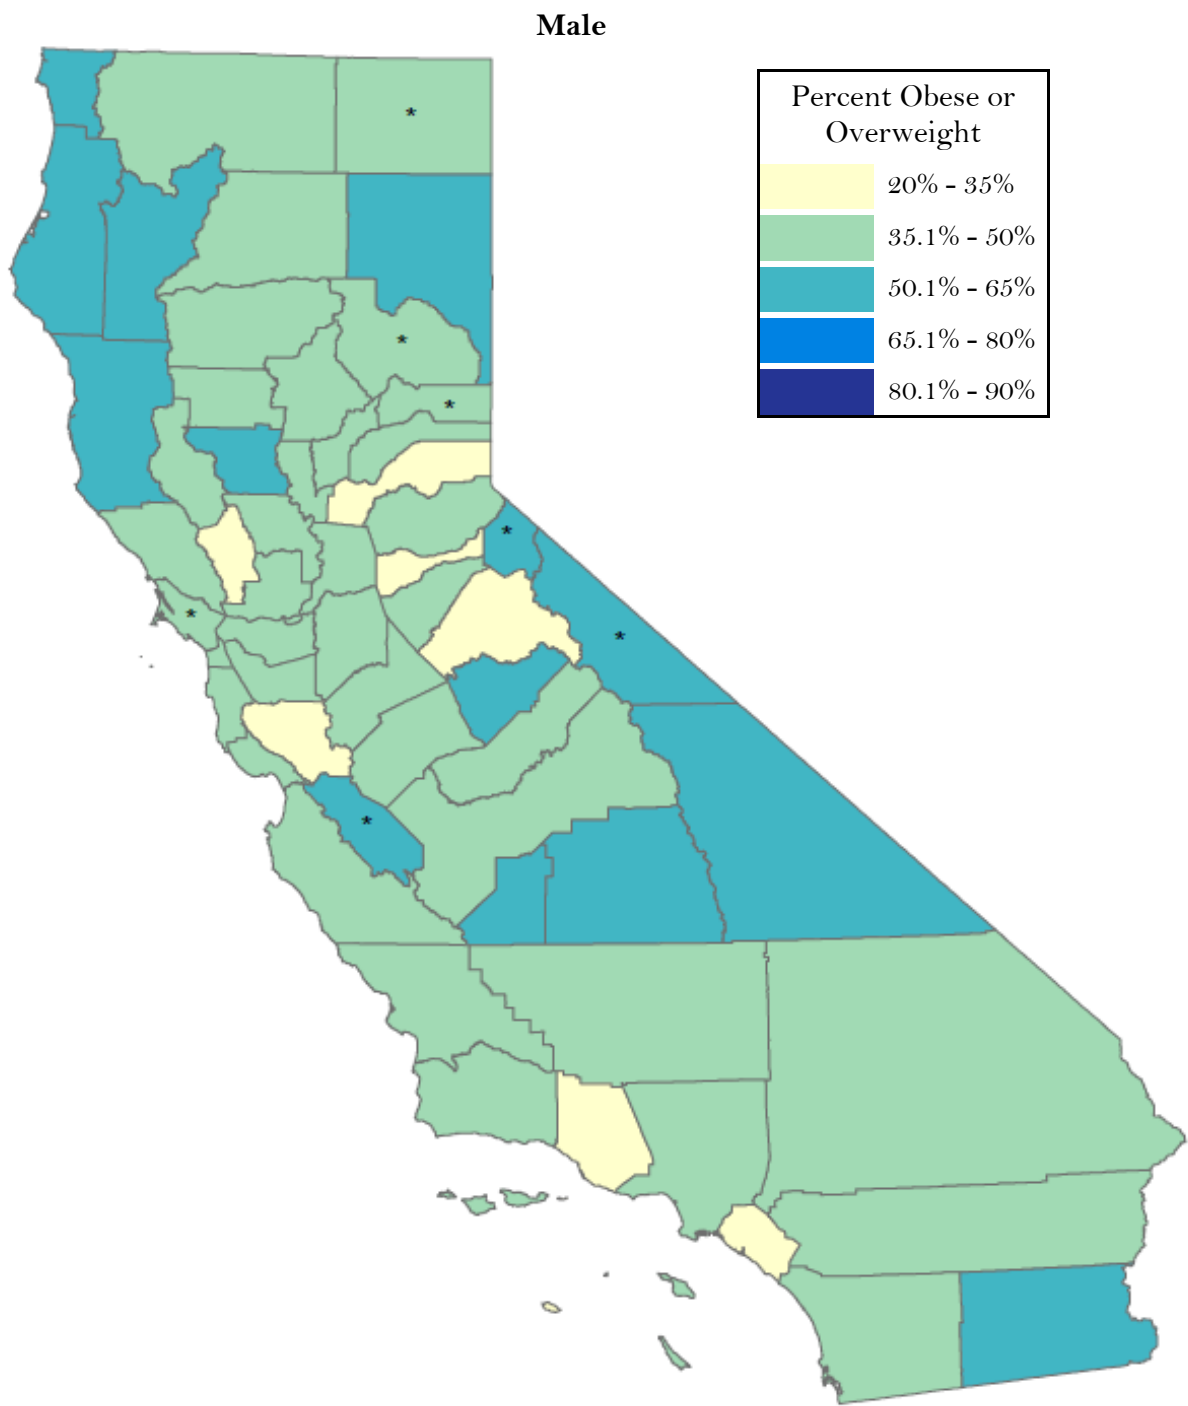 Male
Percent Obese or
Overweight
20% - 35%
35.1% - 50%
50.1% - 65%
65.1% - 80%
80.1% - 90%
*
*
*
*
*
*
*